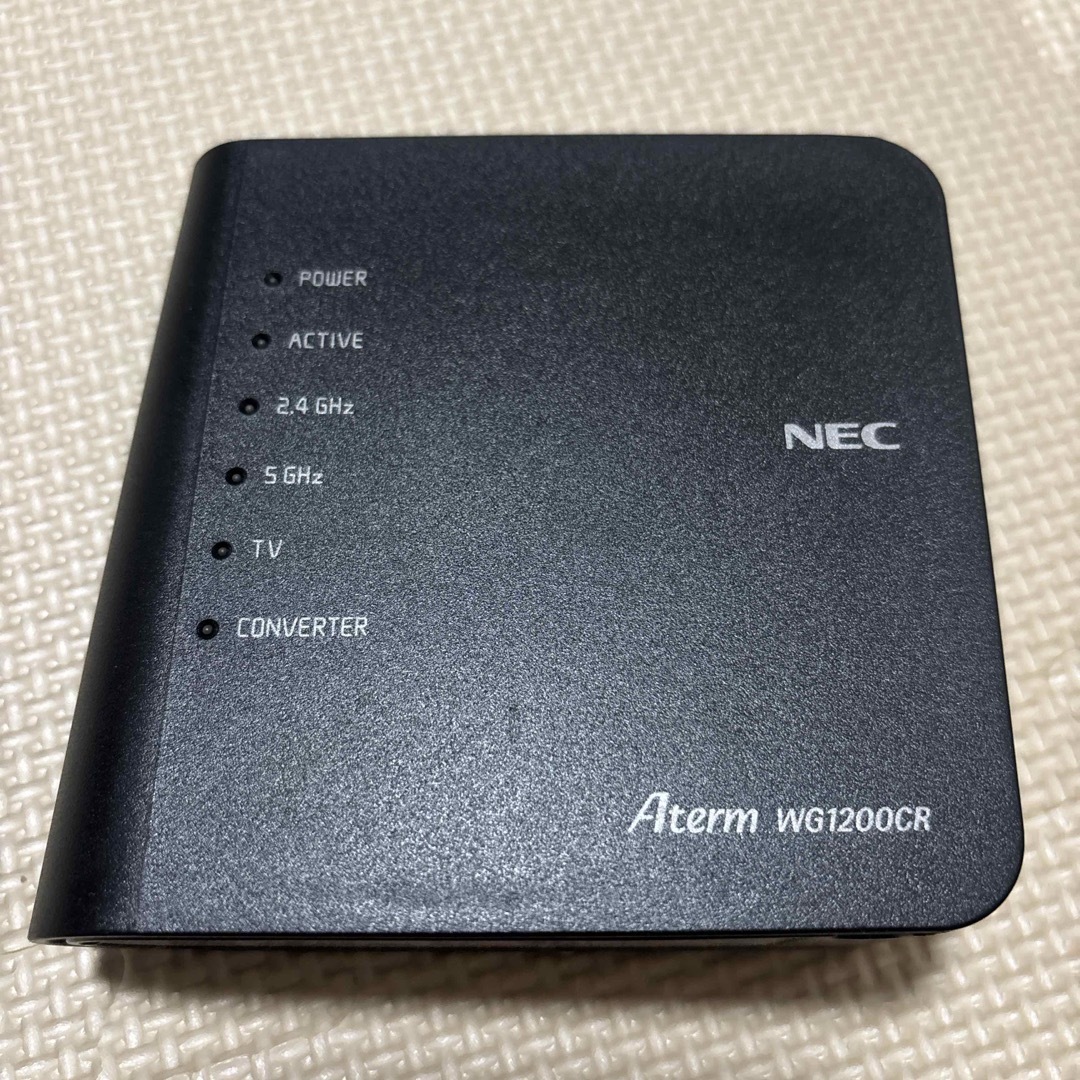 POWER
ACTIVE
2.4 GHz
NEC
5 GHz
TV
CONVERTER
Aterm WG1200CR